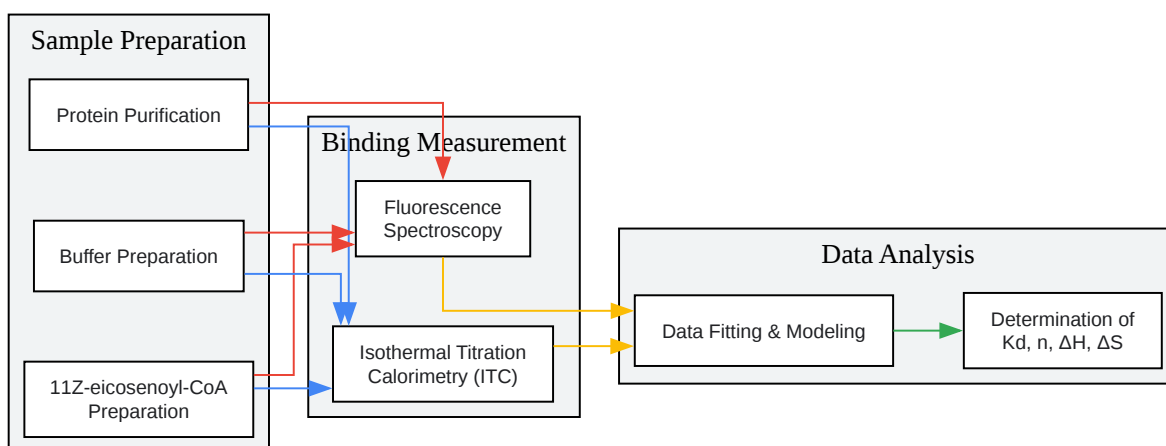 Sample Preparation
Protein Purification
Buffer Preparation
11Z-eicosenoyl-CoA
Preparation
Binding Measurement
Fluorescence
Spectroscopy
Isothermal Titration
Calorimetry (ITC)
Data Analysis
Data Fitting & Modeling
Determination of
Kd, n, ΔH, ΔS